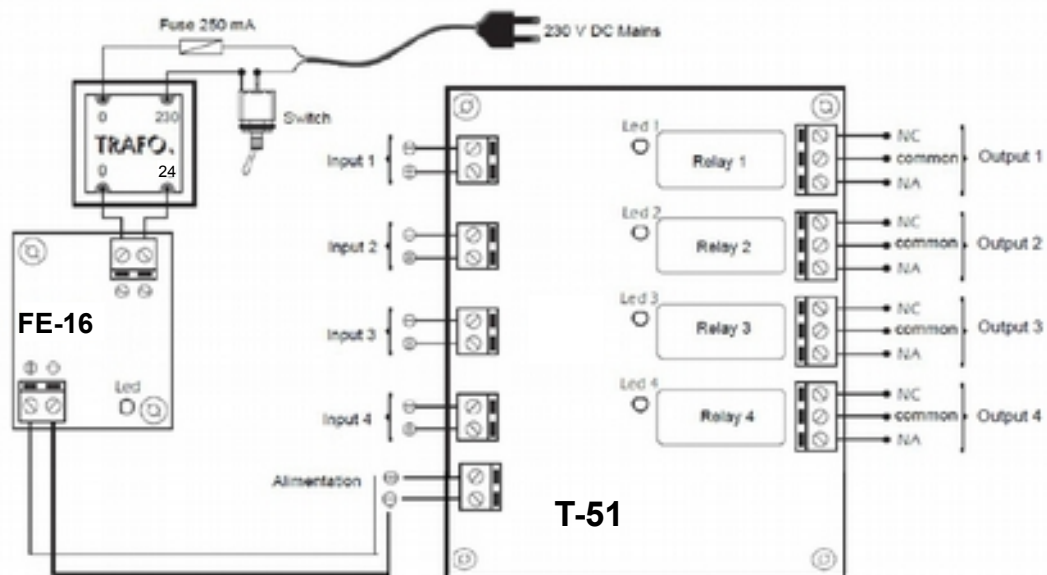 Fuse 250 mA
230 V DC Mains
0
230
TRAFO.
0
24
Switch
FE-16
Led
Input 1
Input 2
Input 3
Input 4
Alimentation
Led 1
Relay 1
NC
common
NA
Output 1
Led 2
Relay 2
NC
common
NA
Output 2
Led 3
Relay 3
NC
common
NA
Output 3
Led 4
Relay 4
NC
common
NA
Output 4
T-51